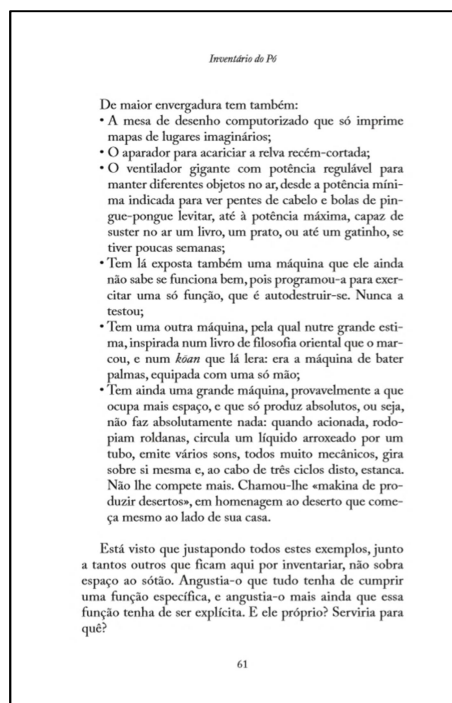 Inventário do Pó
De maior envergadura tem também:
• A mesa de desenho computorizado que só imprime
mapas de lugares imaginários;
• O aparador para acariciar a relva recém-cortada;
• O ventilador gigante com potência regulável para
manter diferentes objetos no ar, desde a potência míni-
ma indicada para ver pentes de cabelo e bolas de pin-
gue-pongue levitar, até à potência máxima, capaz de
suster no ar um livro, um prato, ou até um gatinho, se
tiver poucas semanas;
• Tem lá exposta também uma máquina que ele ainda
não sabe se funciona bem, pois programou-a para exer-
citar uma só função, que é autodestruir-se. Nunca a
testou;
• Tem uma outra máquina, pela qual nutre grande esti-
ma, inspirada num livro de filosofia oriental que o mar-
cou, e num kōan que lá lera: era a máquina de bater
palmas, equipada com uma só mão;
• Tem ainda uma grande máquina, provavelmente a que
ocupa mais espaço, e que só produz absolutos, ou seja,
não faz absolutamente nada: quando acionada, rodo-
piam roldanas, circula um líquido arroxeado por um
tubo, emite vários sons, todos muito mecânicos, gira
sobre si mesma e, ao cabo de três ciclos disto, estanca.
Não lhe compete mais. Chamou-lhe «makina de pro-
duzir desertos», em homenagem ao deserto que come-
ça mesmo ao lado de sua casa.
Está visto que justapondo todos estes exemplos, junto
a tantos outros que ficam aqui por inventariar, não sobra
espaço ao sótão. Angustia-o que tudo tenha de cumprir
uma função específica, e angustia-o mais ainda que essa
função tenha de ser explícita. E ele próprio? Serviria para
quê?
61